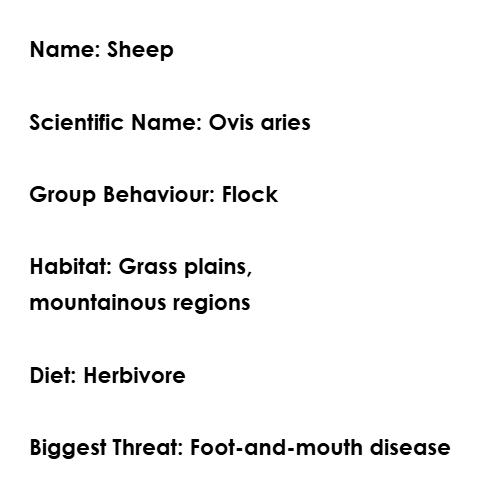 Name: Sheep
Scientific Name: Ovis aries
Group Behaviour: Flock
Habitat: Grass plains,
mountainous regions
Diet: Herbivore
Biggest Threat: Foot-and-mouth disease